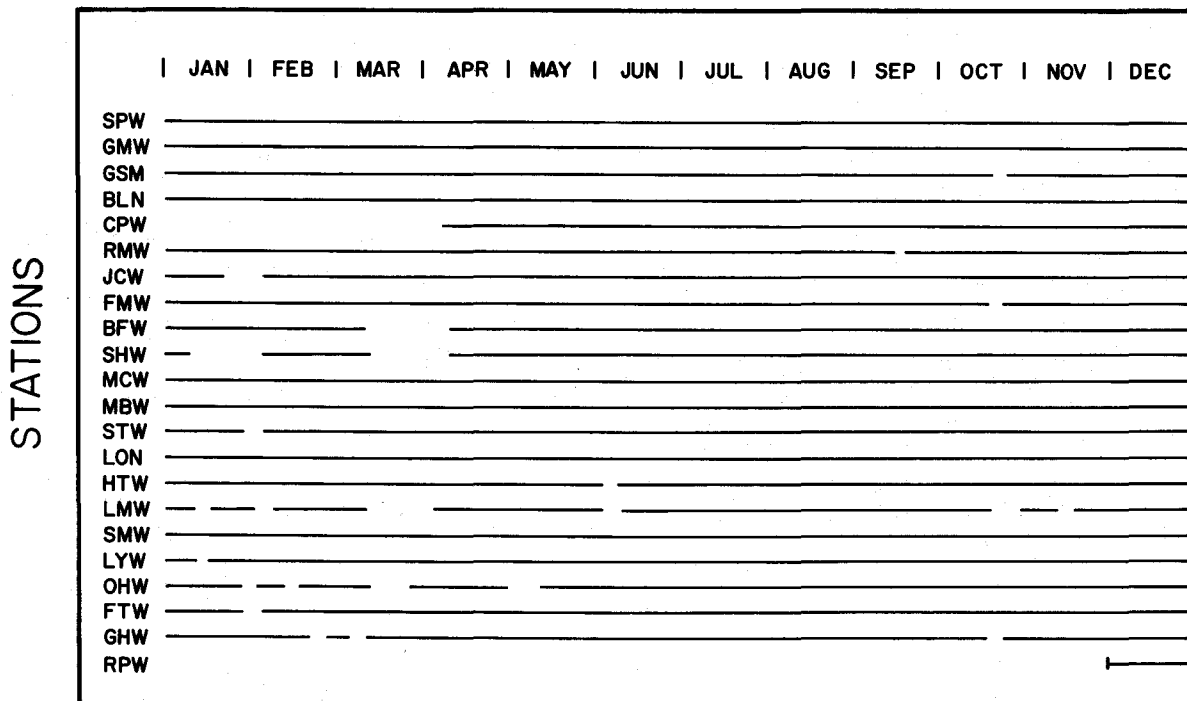 STATIONS
| JAN | FEB | MAR | APR | MAY | JUN | JUL | AUG | SEP | OCT | NOV | DEC
SPW
GMW
GSM
BLN
CPW
RMW
JCW
FMW
BFW
SHW
MCW
MBW
STW
LON
HTW
LMW
SMW
LYW
OHW
FTW
GHW
RPW